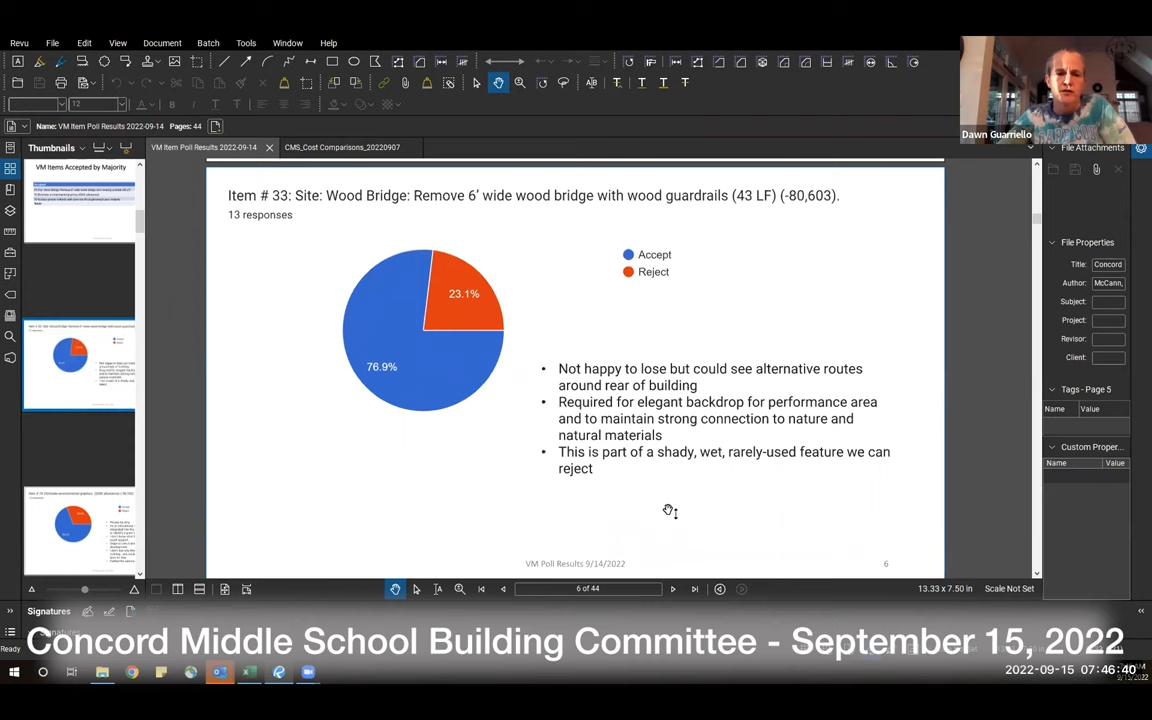 Revu File Edit View Document Batch Tools Window Help
12
Name: VM Item Poll Results 2022-09-14 Pages: 44
Dawn Guarriello
Thumbnails
VM Item Poll Results 2022-09-14
CMS_Cost Comparisons_20220907
File Attachments
VM Items Accepted by Majority
Item # 33: Site: Wood Bridge: Remove 6’ wide wood bridge with wood guardrails (43 LF) (-80,603).
13 responses
Accept
Reject
23.1%
76.9%
• Not happy to lose but could see alternative routes
around rear of building
• Required for elegant backdrop for performance area
and to maintain strong connection to nature and
natural materials
• This is part of a shady, wet, rarely-used feature we can
reject
VM Poll Results 9/14/2022
6
File Properties
Title: Concord
Author: McCann,
Subject:
Project:
Revisor:
Client:
Tags - Page 5
Name Value
Custom Proper...
Name Value
6 of 44
13.33 x 7.50 in
Scale Not Set
Signatures
Ready
Concord Middle School Building Committee - September 15, 2022
2022-09-15 07:46:40
9/15/2022